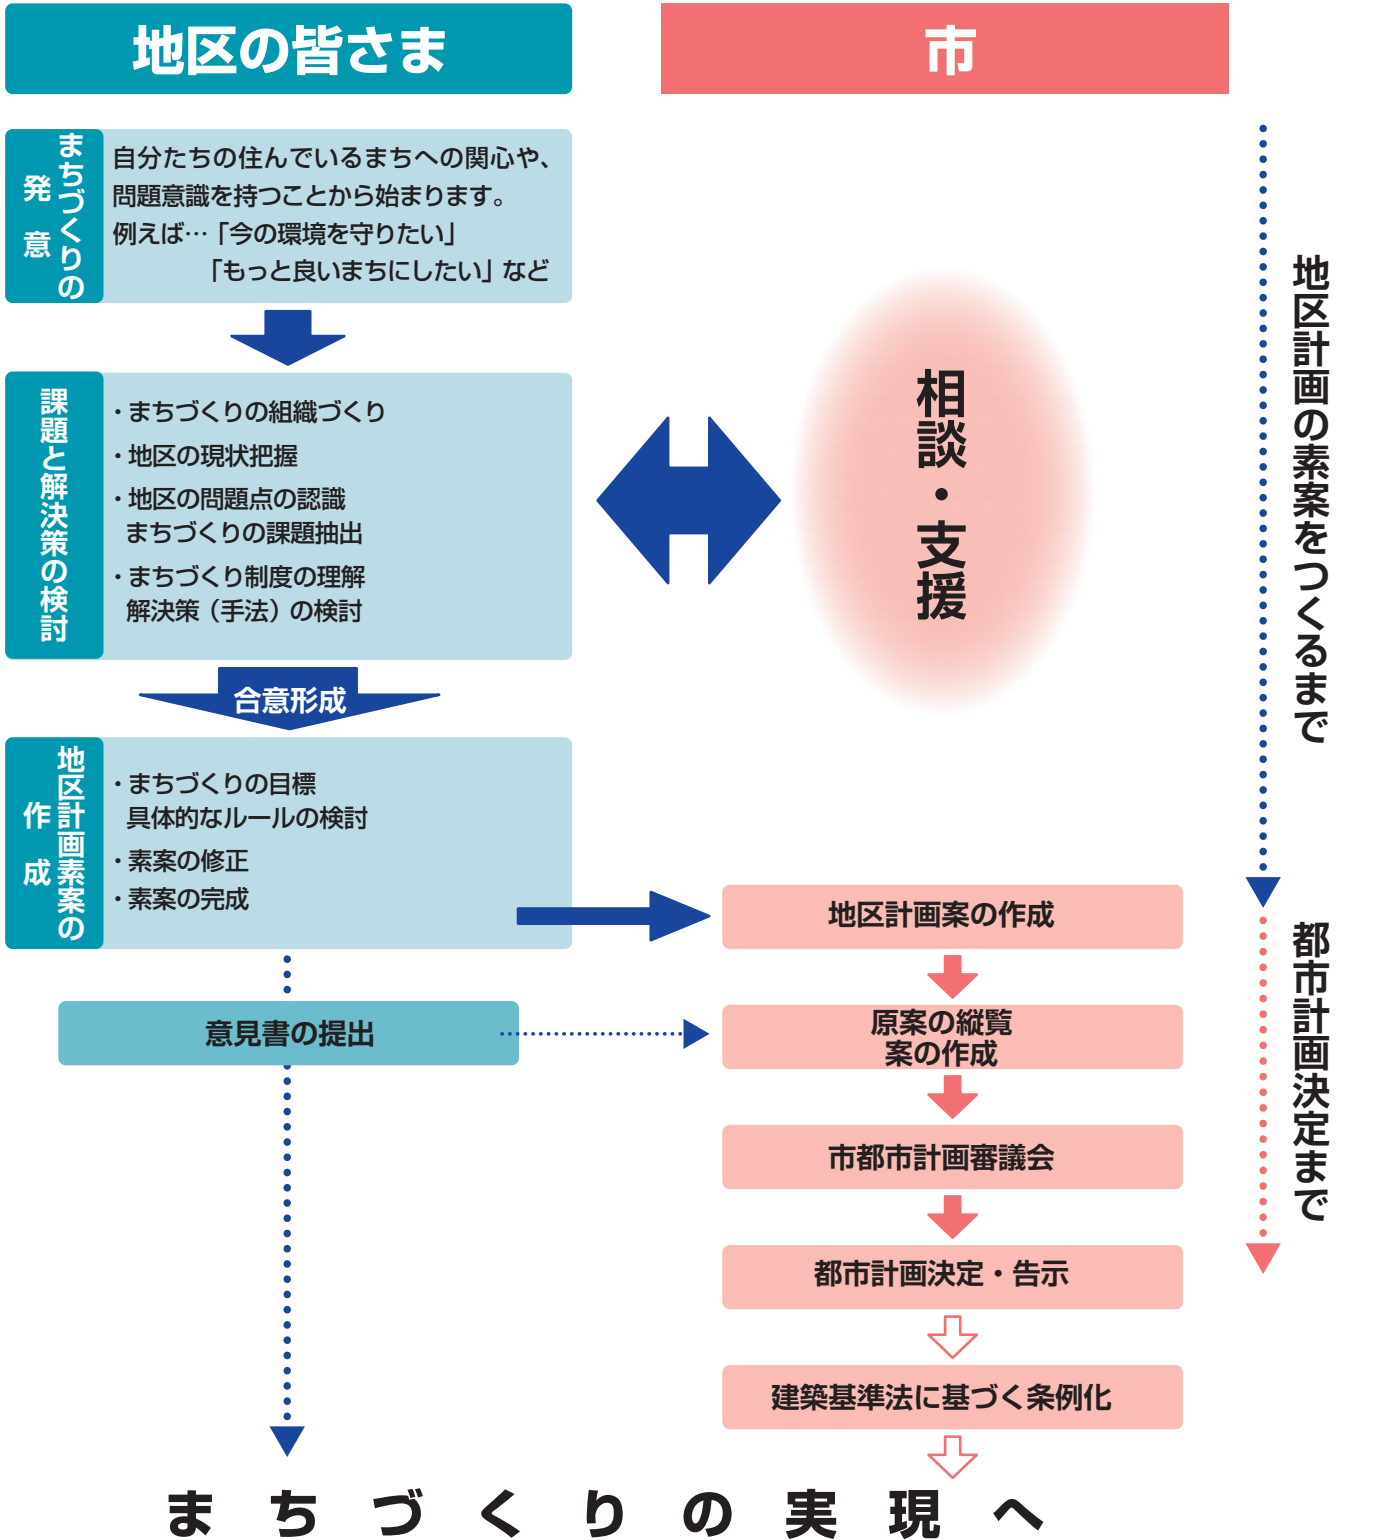 地区の皆さま
市
まちづくりの
発意
自分たちの住んでいるまちへの関心や、
問題意識を持つことから始まります。
例えば…「今の環境を守りたい」
「もっと良いまちにしたい」など
課題と解決策の検討
・まちづくりの組織づくり
・地区の現状把握
・地区の問題点の認識
まちづくりの課題抽出
・まちづくり制度の理解
解決策（手法）の検討
相談・支援
地区計画の素案をつくるまで
合意形成
地区計画素案の
作成
・まちづくりの目標
具体的なルールの検討
・素案の修正
・素案の完成
地区計画案の作成
意見書の提出
原案の縦覧
案の作成
市都市計画審議会
都市計画決定・告示
建築基準法に基づく条例化
都市計画決定まで
まちづくりの実現へ